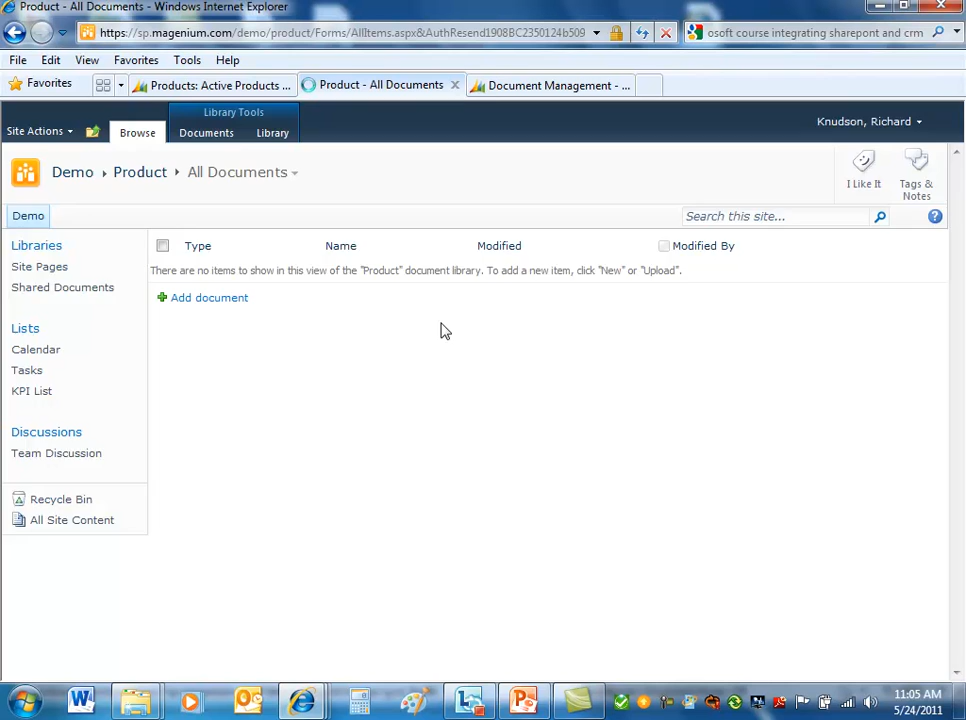 Product - All Documents - Windows Internet Explorer
https://sp.magenium.com/demo/product/Forms/AllItems.aspx&AuthResend1908BC2350124b509
osoft course integrating sharepont and crm
File Edit View Favorites Tools Help
Favorites
Products: Active Products ...
Product - All Documents
Document Management - ...
Library Tools
Site Actions
Browse
Documents
Library
Knudson, Richard
Demo Product All Documents
I Like It
Tags & Notes
Demo
Search this site...
Libraries
Site Pages
Shared Documents
Lists
Calendar
Tasks
KPI List
Discussions
Team Discussion
Recycle Bin
All Site Content
Type Name Modified Modified By
There are no items to show in this view of the "Product" document library. To add a new item, click "New" or "Upload".
Add document
11:05 AM
5/24/2011